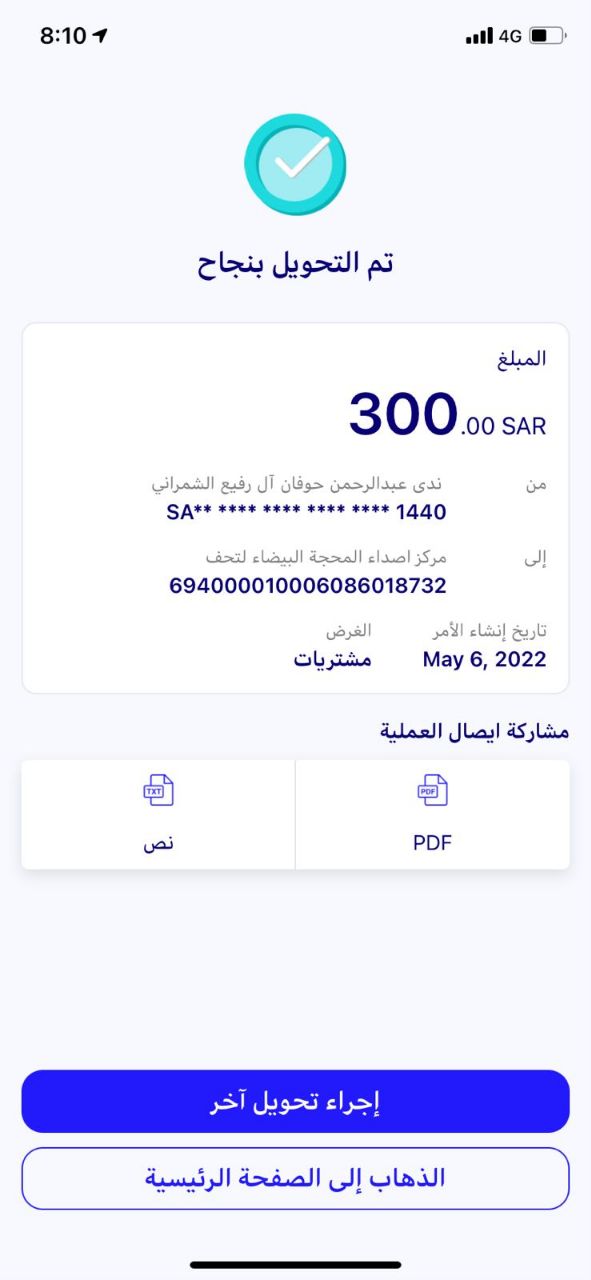 8:10
4G
تم التحويل بنجاح
المبلغ
300.00 SAR
من
ندى عبدالرحمن حوفان آل رفيع الشمراني
SA** **** **** **** **** 1440
إلى
مركز اصداء المحجة البيضاء لتحف
694000010006086018732
تاريخ إنشاء الأمر
May 6, 2022
الغرض
مشتريات
مشاركة ايصال العملية
PDF
PDF
TXT
نص
إجراء تحويل آخر
الذهاب إلى الصفحة الرئيسية